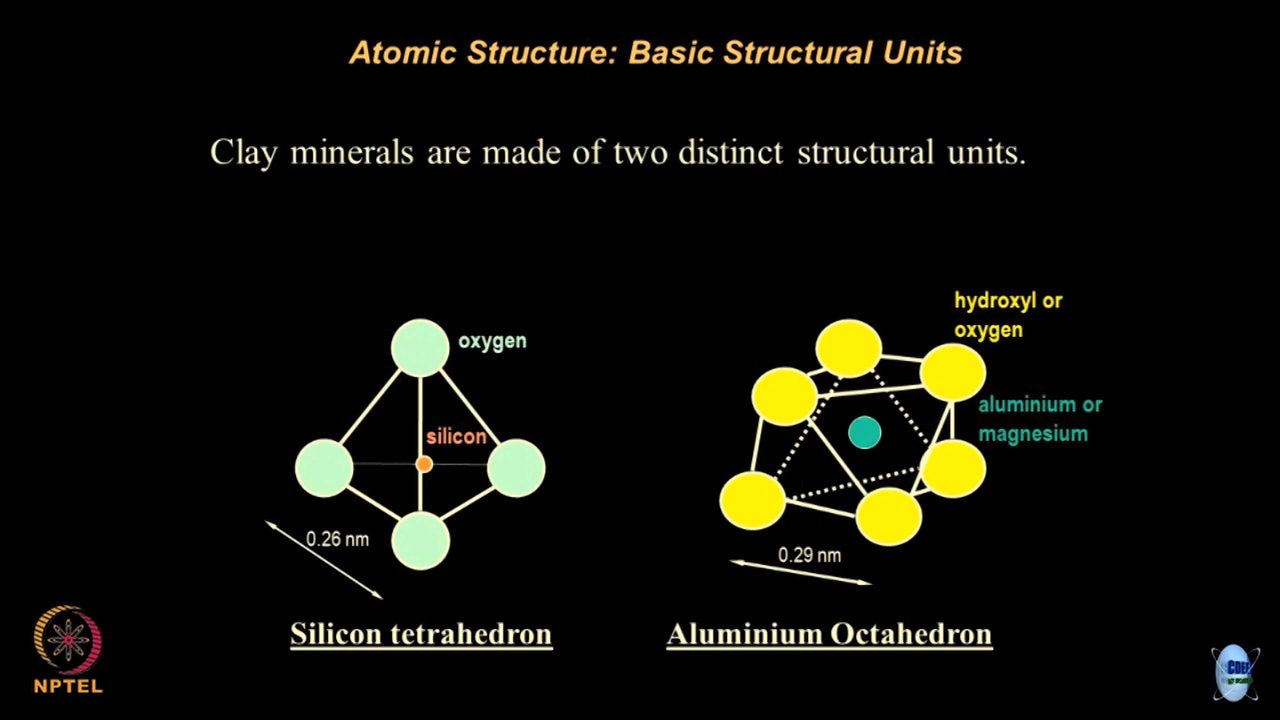 Atomic Structure: Basic Structural Units
Clay minerals are made of two distinct structural units.
oxygen
silicon
0.26 nm
Silicon tetrahedron
hydroxyl or
oxygen
aluminium or
magnesium
0.29 nm
Aluminium Octahedron
NPTEL
CDEEP